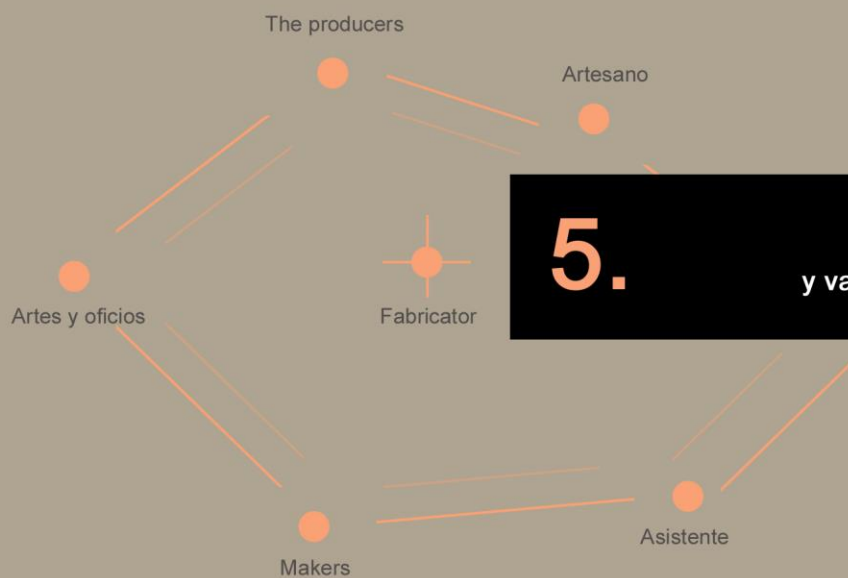 The producers
Artesano
5.
Artes y oficios
Fabricator
Makers
Asistente